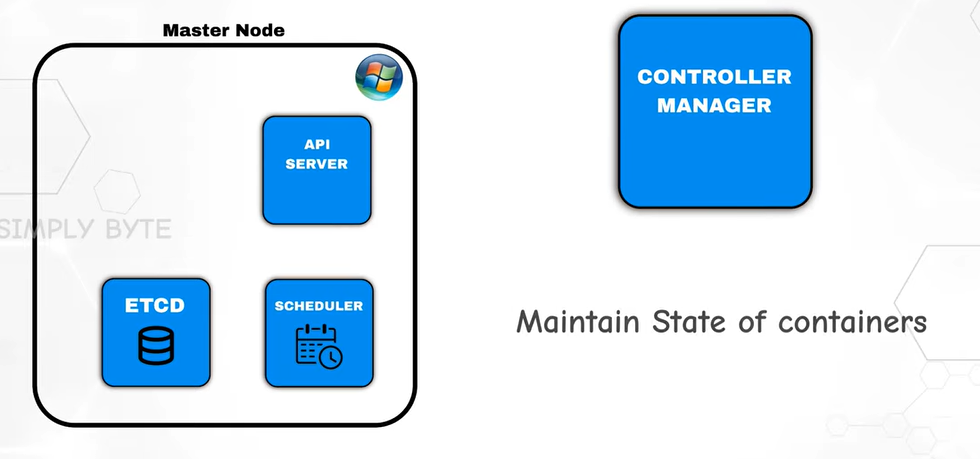 Master Node
API
SERVER
ETCD
SCHEDULER
CONTROLLER
MANAGER
Maintain State of containers
SIMPLY BYTE